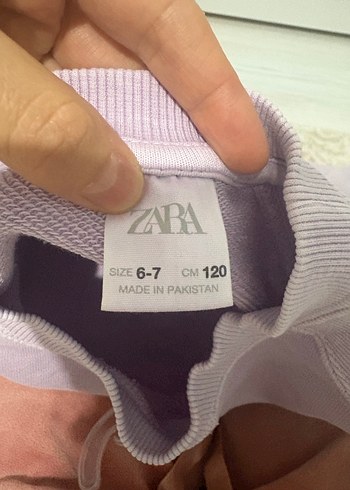 ZARA
SIZE 6-7 CM 120
MADE IN PAKISTAN